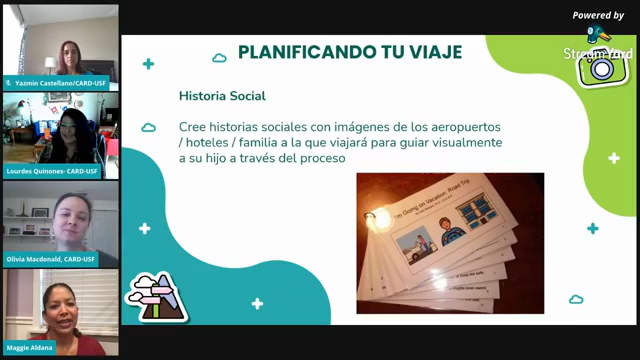 Powered by
StreamYard
PLANIFICANDO TU VIAJE
Historia Social
Cree historias sociales con imágenes de los aeropuertos
/ hoteles / familia a la que viajará para guiar visualmente
a su hijo a través del proceso
I'm Going on Vacation: Road Trip
Yazmin Castellano/CARD-USF
Lourdes Quinones- CARD-USF
Olivia Macdonald, CARD-USF
Maggie Aldana